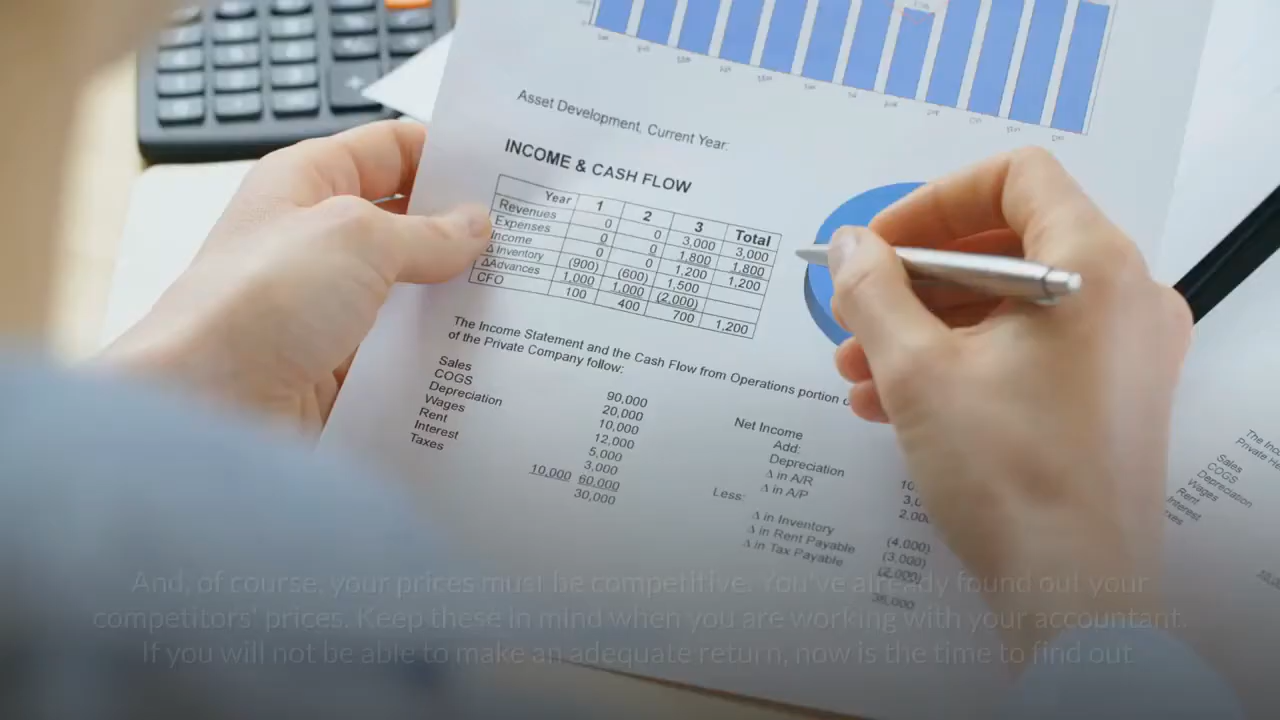 Asset Development, Current Year:
INCOME & CASH FLOW
Year 1 2 3 Total
Revenues 0 0 3,000 3,000
Expenses 0 0 1,800 1,800
Income 0 0 1,200 1,200
Δ Inventory (900) (600) 1,500
ΔAdvances 1,000 1,000 (2,000)
CFO 100 400 700 1,200
The Income Statement and the Cash Flow from Operations portion
of the Private Company follow:
Sales 90,000
COGS 20,000
Depreciation 10,000
Wages 12,000
Rent 5,000
Interest 3,000
Taxes 10,000 60,000
30,000
Net Income
Add:
Depreciation
Δ in A/R
Δ in A/P
Less:
Δ in Inventory (4,000)
Δ in Rent Payable (3,000)
Δ in Tax Payable (2,000)
Sales
COGS
Depreciation
Wages
Rent
Interest
And, of course, your prices must be competitive. You've already found out your
competitors' prices. Keep these in mind when you are working with your accountant.
If you will not be able to make an adequate return, now is the time to find out